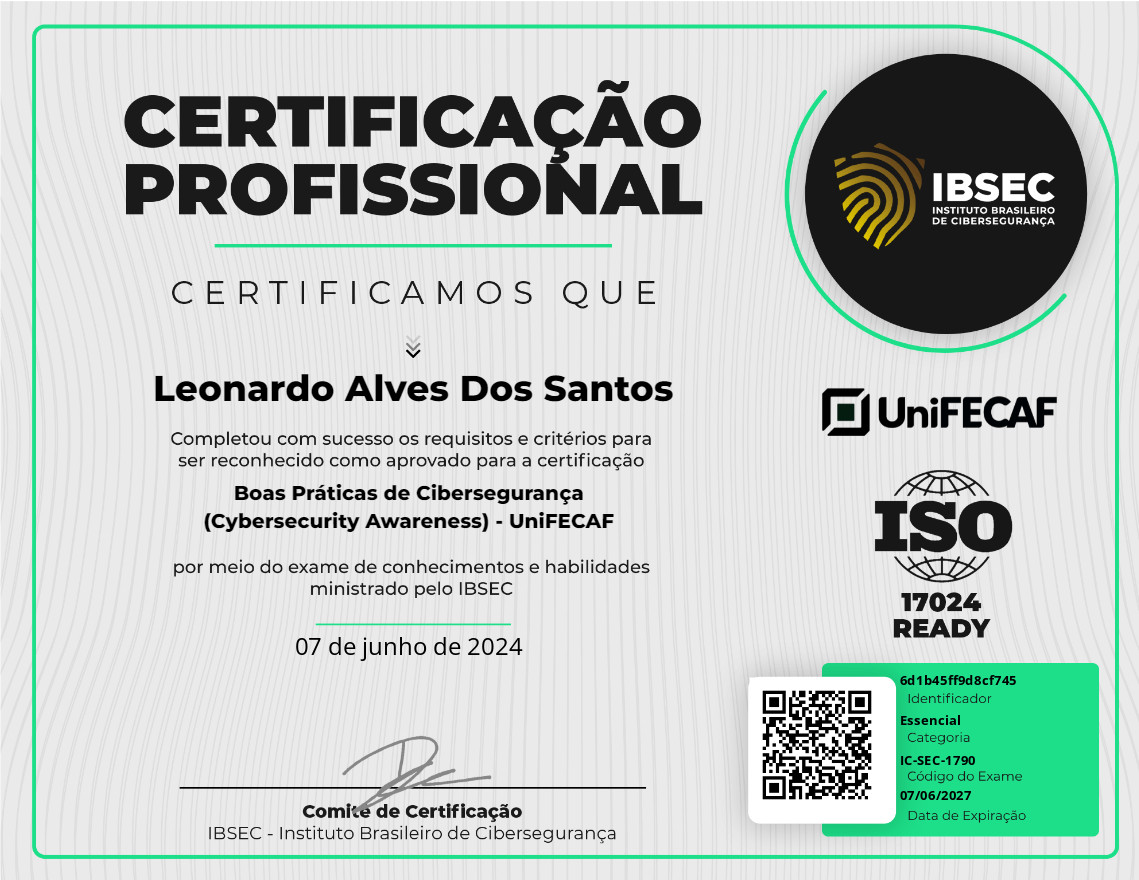 CERTIFICAÇÃO
PROFISSIONAL
CERTIFICAMOS QUE
Leonardo Alves Dos Santos
Completou com sucesso os requisitos e critérios para
ser reconhecido como aprovado para a certificação
Boas Práticas de Cibersegurança
(Cybersecurity Awareness) - UniFECAF
por meio do exame de conhecimentos e habilidades
ministrado pelo IBSEC
07 de junho de 2024
Comitê de Certificação
IBSEC - Instituto Brasileiro de Cibersegurança
IBSEC
INSTITUTO BRASILEIRO
DE CIBERSEGURANÇA
UniFECAF
ISO
17024
READY
6d1b45ff9d8cf745
Identificador
Essencial
Categoria
IC-SEC-1790
Código do Exame
07/06/2027
Data de Expiração